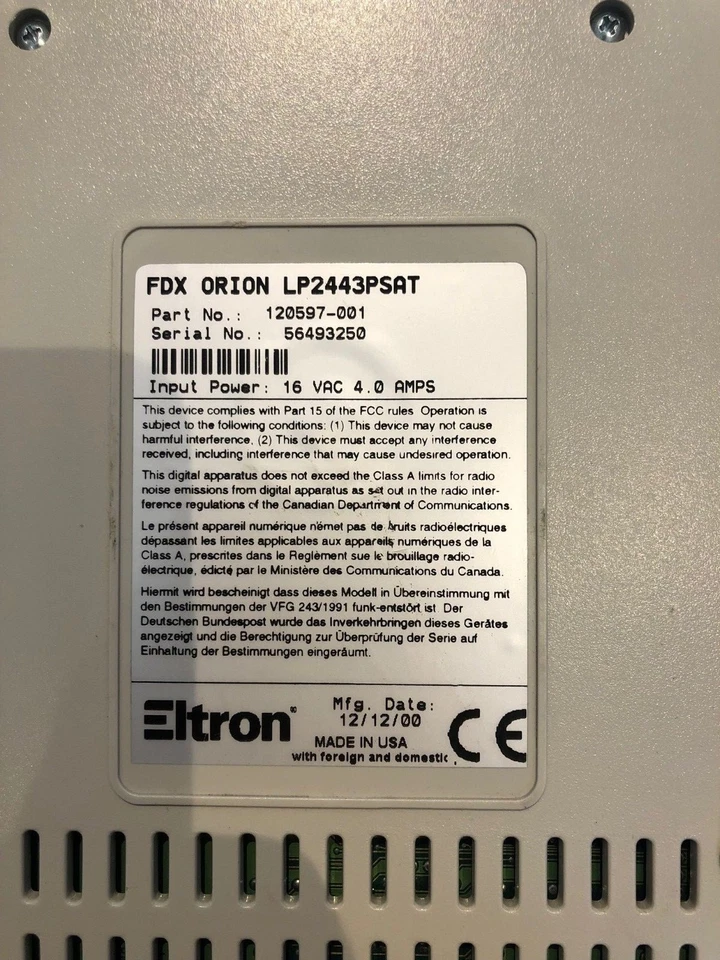 FDX ORION LP2443PSAT
Part No.: 120597-001
Serial No.: 56493250
Input Power: 16 VAC 4.0 AMPS
This device complies with Part 15 of the FCC rules Operation is
subject to the following conditions: (1) This device may not cause
harmful interference, (2) This device must accept any interference
received, including interference that may cause undesired operation.
This digital apparatus does not exceed the Class A limits for radio
noise emissions from digital apparatus as set out in the radio inter-
ference regulations of the Canadian Department of Communications.
Le présent appareil numérique n'émet pas de bruits radioélectriques
dépassant les limites applicables aux appareils numériques de la
Class A, prescrites dans le Reglèment sue le brouillage radio-
électrique, édicté par le Ministère des Communications du Canada.
Hiermit wird bescheinigt dass dieses Modell in Übereinstimung mit
den Bestimmungen der VFG 243/1991 funk-entstört ist Der
Deutschen Bundespost wurde das Inverkehrbringen dieses Gerätes
angezeigt und die Berechtigung zur Überprüfung der Serie auf
Einhaltung der Bestimmungen eingeräumt.
Eltron®
Mfg. Date:
12/12/00
MADE IN USA
with foreign and domestic
CE